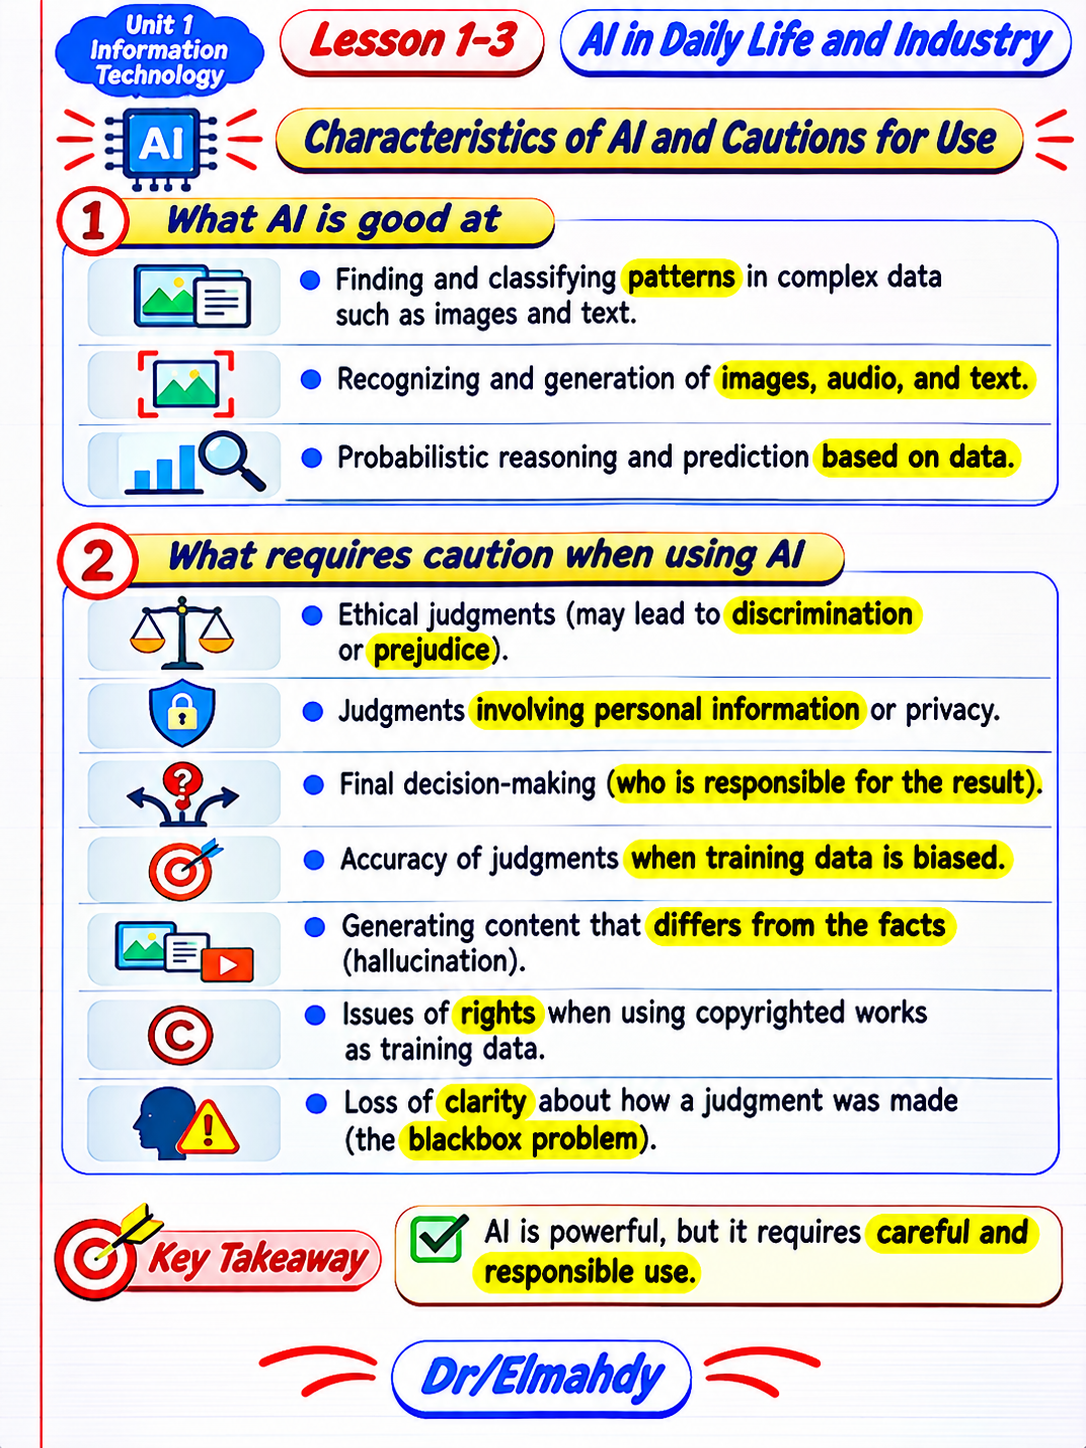 Unit 1
Information
Technology
Lesson 1-3
AI in Daily Life and Industry
AI
Characteristics of AI and Cautions for Use
1
What AI is good at
Finding and classifying patterns in complex data
such as images and text.
Recognizing and generation of images, audio, and text.
Probabilistic reasoning and prediction based on data.
2
What requires caution when using AI
Ethical judgments (may lead to discrimination
or prejudice).
Judgments involving personal information or privacy.
?
Final decision-making (who is responsible for the result).
Accuracy of judgments when training data is biased.
Generating content that differs from the facts
(hallucination).
C
Issues of rights when using copyrighted works
as training data.
!
Loss of clarity about how a judgment was made
(the blackbox problem).
Key Takeaway
AI is powerful, but it requires careful and
responsible use.
Dr/Elmahdy